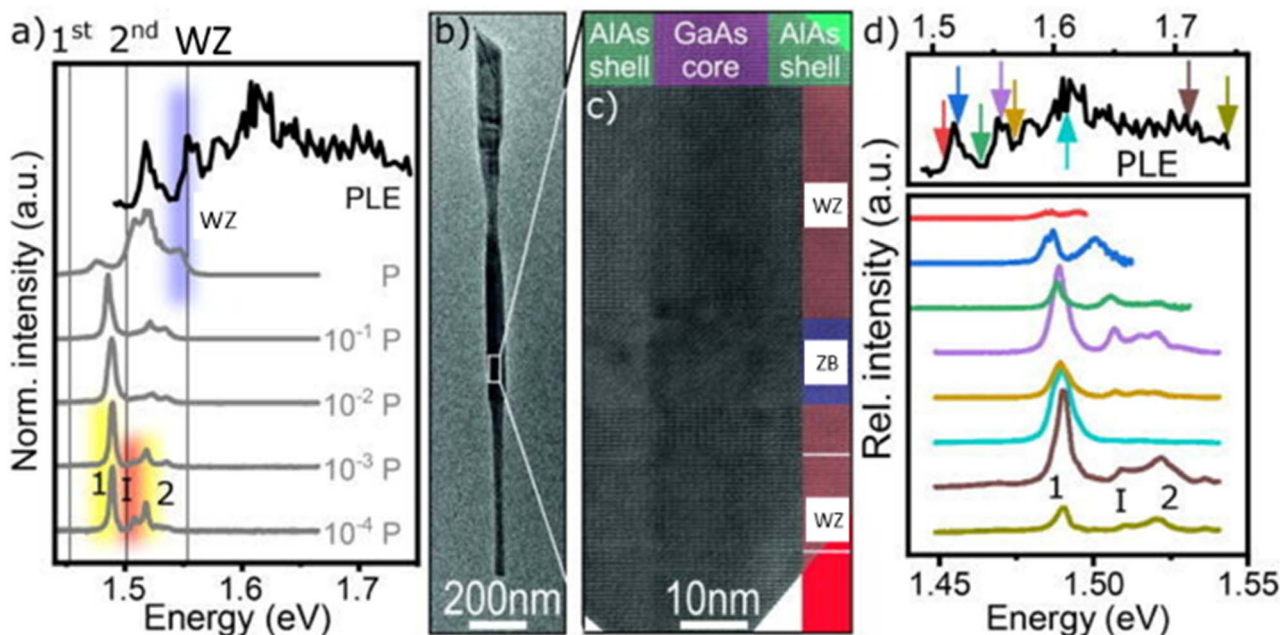 a)
1st 2nd WZ
WZ
PLE
P
10-1 P
10-2 P
10-3 P
10-4 P
1 I 2
Norm. intensity (a.u.)
1.5 1.6 1.7
Energy (eV)
b)
200nm
AlAs shell
GaAs core
AlAs shell
c)
WZ
ZB
WZ
10nm
d)
1.5 1.6 1.7
PLE
Rel. intensity (a.u.)
1 I 2
1.45 1.50 1.55
Energy (eV)